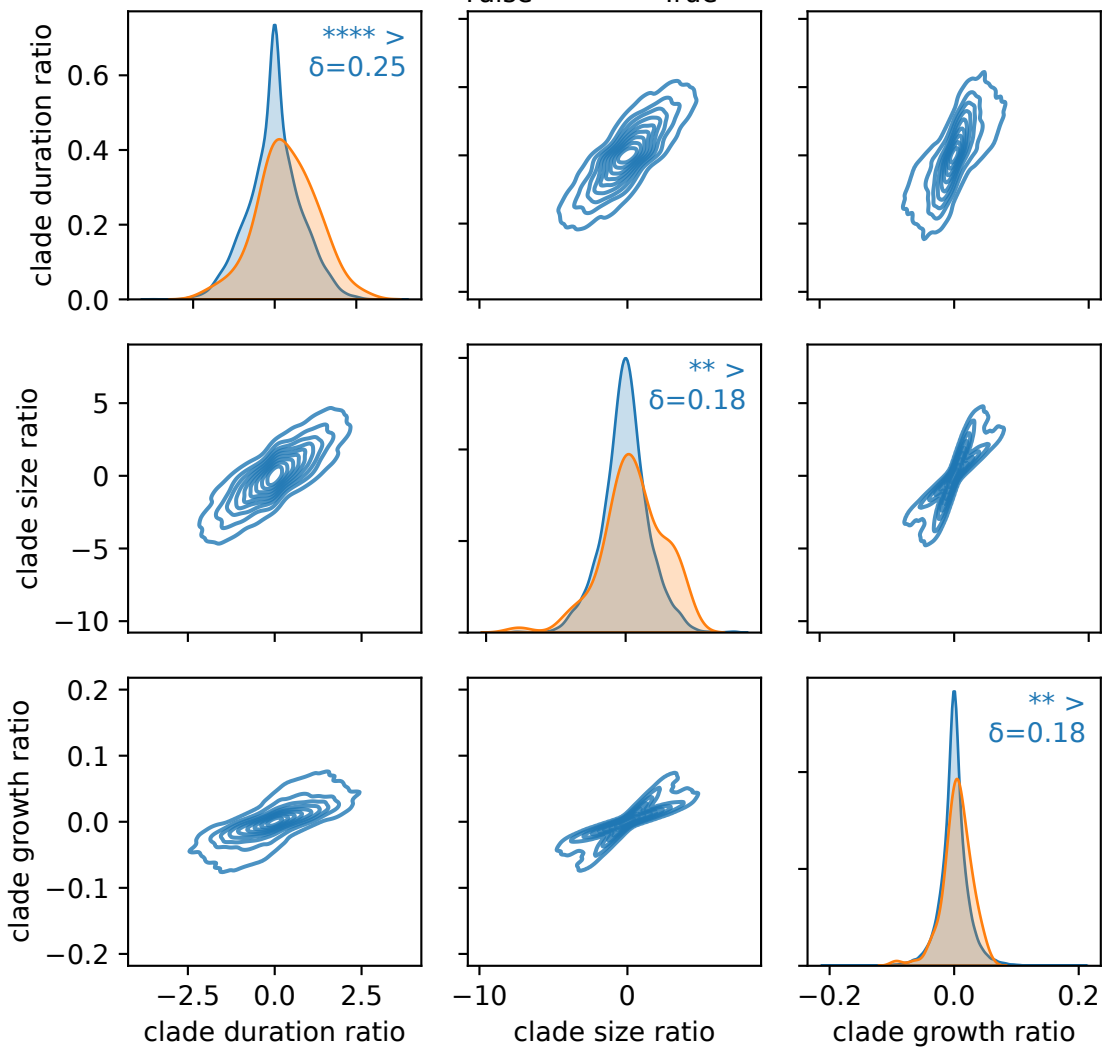 True
clade duration ratio
0.6
0.4
0.2
0.0
**** >
δ=0.25
clade size ratio
5
0
−5
−10
** >
δ=0.18
clade growth ratio
0.2
0.1
0.0
−0.1
−0.2
** >
δ=0.18
−2.5 0.0 2.5
−10 0
−0.2 0.0 0.2
clade duration ratio
clade size ratio
clade growth ratio